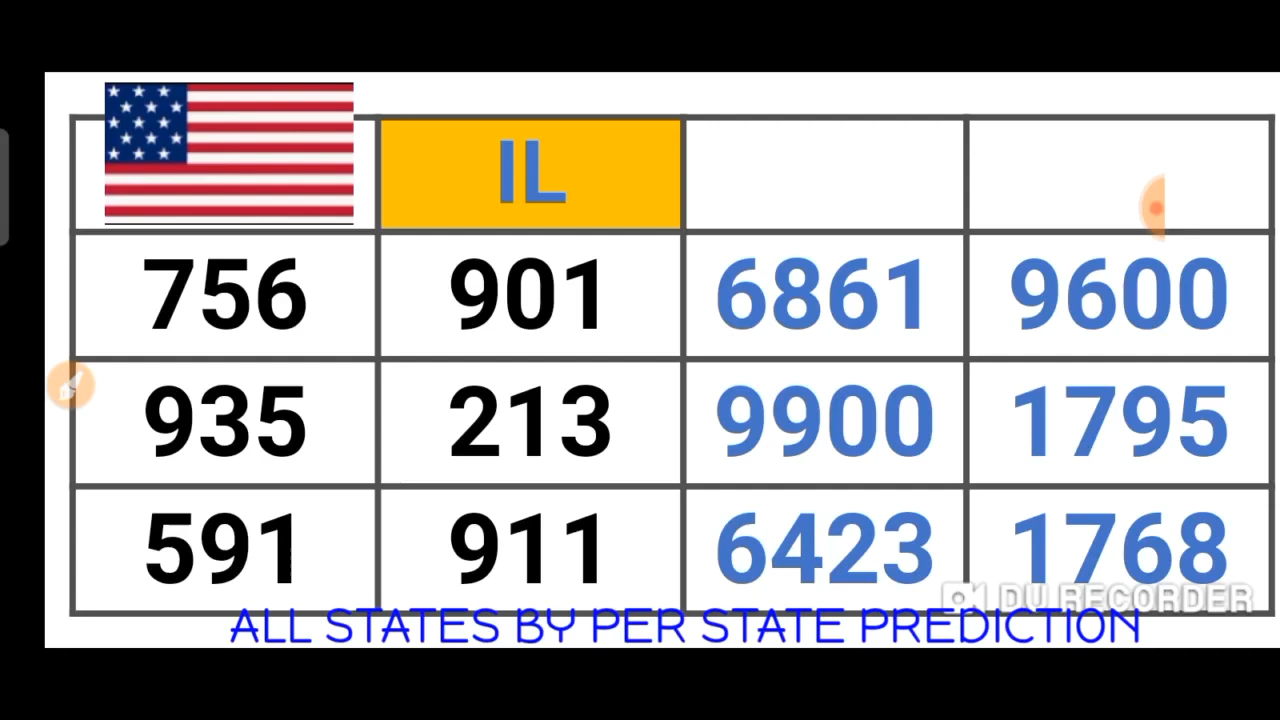 IL
756 901 6861 9600
935 213 9900 1795
591 911 6423 1768
DU RECORDER
ALL STATES BY PER STATE PREDICTION